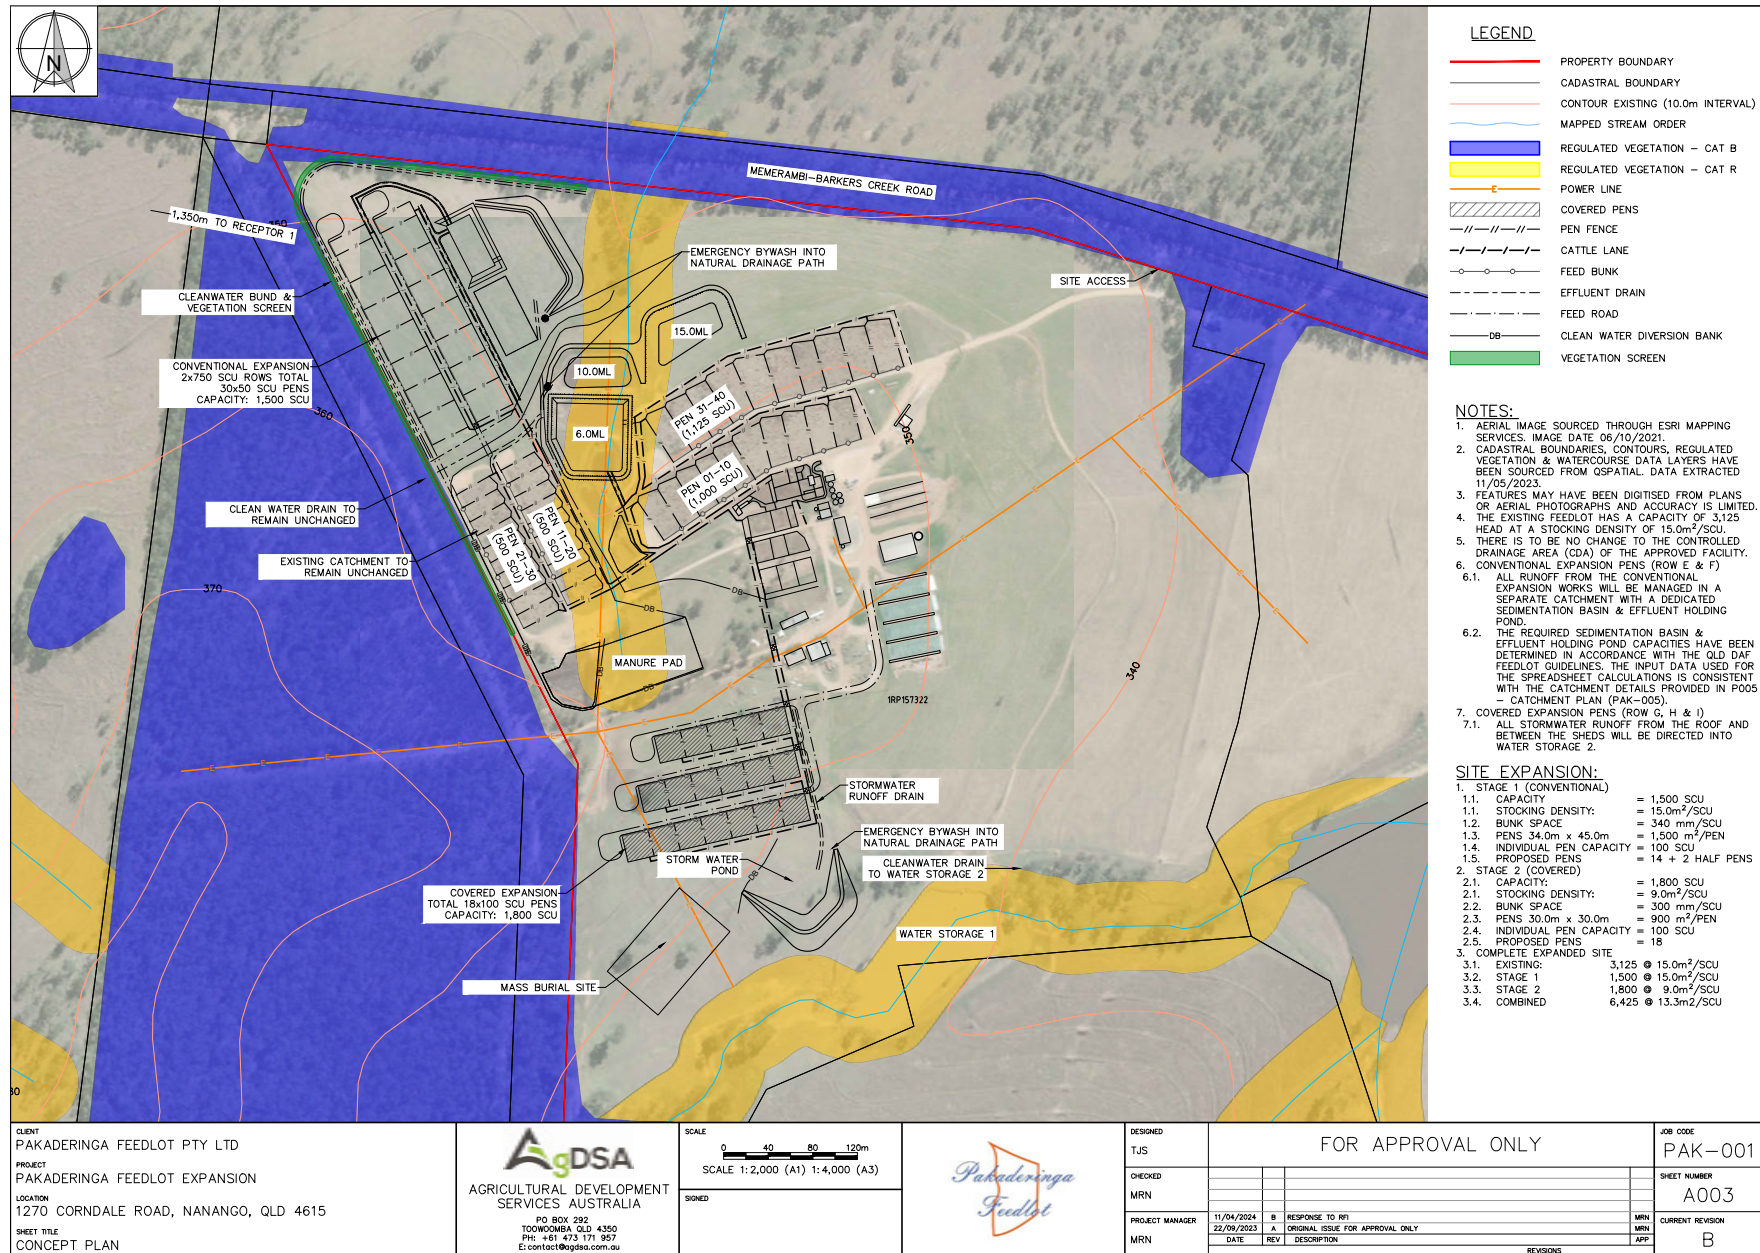 N
1,350m TO RECEPTOR 1
350
MEMERAMBI-BARKERS CREEK ROAD
EMERGENCY BYWASH INTO
NATURAL DRAINAGE PATH
SITE ACCESS
CLEANWATER BUND &
VEGETATION SCREEN
15.0ML
10.0ML
6.0ML
CONVENTIONAL EXPANSION
2x750 SCU ROWS TOTAL
30x50 SCU PENS
CAPACITY: 1,500 SCU
360
PEN 31-40
(1,125 SCU)
350
PEN 01-10
(1,000 SCU)
CLEAN WATER DRAIN TO
REMAIN UNCHANGED
PEN 11-20
(500 SCU)
PEN 21-30
(500 SCU)
EXISTING CATCHMENT TO
REMAIN UNCHANGED
370
MANURE PAD
340
1RP157322
STORMWATER
RUNOFF DRAIN
EMERGENCY BYWASH INTO
NATURAL DRAINAGE PATH
STORM WATER
POND
CLEANWATER DRAIN
TO WATER STORAGE 2
COVERED EXPANSION
TOTAL 18x100 SCU PENS
CAPACITY: 1,800 SCU
WATER STORAGE 1
MASS BURIAL SITE
LEGEND
PROPERTY BOUNDARY
CADASTRAL BOUNDARY
CONTOUR EXISTING (10.0m INTERVAL)
MAPPED STREAM ORDER
REGULATED VEGETATION - CAT B
REGULATED VEGETATION - CAT R
E POWER LINE
COVERED PENS
PEN FENCE
CATTLE LANE
FEED BUNK
EFFLUENT DRAIN
FEED ROAD
DB CLEAN WATER DIVERSION BANK
VEGETATION SCREEN
NOTES:
1. AERIAL IMAGE SOURCED THROUGH ESRI MAPPING
SERVICES. IMAGE DATE 06/10/2021.
2. CADASTRAL BOUNDARIES, CONTOURS, REGULATED
VEGETATION & WATERCOURSE DATA LAYERS HAVE
BEEN SOURCED FROM QSPATIAL. DATA EXTRACTED
11/05/2023.
3. FEATURES MAY HAVE BEEN DIGITISED FROM PLANS
OR AERIAL PHOTOGRAPHS AND ACCURACY IS LIMITED.
4. THE EXISTING FEEDLOT HAS A CAPACITY OF 3,125
HEAD AT A STOCKING DENSITY OF 15.0m²/SCU.
5. THERE IS TO BE NO CHANGE TO THE CONTROLLED
DRAINAGE AREA (CDA) OF THE APPROVED FACILITY.
6. CONVENTIONAL EXPANSION PENS (ROW E & F)
6.1. ALL RUNOFF FROM THE CONVENTIONAL
EXPANSION WORKS WILL BE MANAGED IN A
SEPARATE CATCHMENT WITH A DEDICATED
SEDIMENTATION BASIN & EFFLUENT HOLDING
POND.
6.2. THE REQUIRED SEDIMENTATION BASIN &
EFFLUENT HOLDING POND CAPACITIES HAVE BEEN
DETERMINED IN ACCORDANCE WITH THE QLD DAF
FEEDLOT GUIDELINES. THE INPUT DATA USED FOR
THE SPREADSHEET CALCULATIONS IS CONSISTENT
WITH THE CATCHMENT DETAILS PROVIDED IN P005
- CATCHMENT PLAN (PAK-005).
7. COVERED EXPANSION PENS (ROW G, H & I)
7.1. ALL STORMWATER RUNOFF FROM THE ROOF AND
BETWEEN THE SHEDS WILL BE DIRECTED INTO
WATER STORAGE 2.
SITE EXPANSION:
1. STAGE 1 (CONVENTIONAL)
1.1. CAPACITY = 1,500 SCU
1.1. STOCKING DENSITY: = 15.0m²/SCU
1.2. BUNK SPACE = 340 mm/SCU
1.3. PENS 34.0m x 45.0m = 1,500 m²/PEN
1.4. INDIVIDUAL PEN CAPACITY = 100 SCU
1.5. PROPOSED PENS = 14 + 2 HALF PENS
2. STAGE 2 (COVERED)
2.1. CAPACITY: = 1,800 SCU
2.1. STOCKING DENSITY: = 9.0m²/SCU
2.2. BUNK SPACE = 300 mm/SCU
2.3. PENS 30.0m x 30.0m = 900 m²/PEN
2.4. INDIVIDUAL PEN CAPACITY = 100 SCU
2.5. PROPOSED PENS = 18
3. COMPLETE EXPANDED SITE
3.1. EXISTING: 3,125 @ 15.0m²/SCU
3.2. STAGE 1 1,500 @ 15.0m²/SCU
3.3. STAGE 2 1,800 @ 9.0m²/SCU
3.4. COMBINED 6,425 @ 13.3m2/SCU
CLIENT
PAKADERINGA FEEDLOT PTY LTD
PROJECT
PAKADERINGA FEEDLOT EXPANSION
LOCATION
1270 CORNDALE ROAD, NANANGO, QLD 4615
SHEET TITLE
CONCEPT PLAN
AgDSA
AGRICULTURAL DEVELOPMENT
SERVICES AUSTRALIA
PO BOX 292
TOOWOOMBA QLD 4350
PH: +61 473 171 957
E:contact@agdsa.com.au
SCALE
0 40 80 120m
SCALE 1:2,000 (A1) 1:4,000 (A3)
SIGNED
Pakaderinga
Feedlot
DESIGNED
TJS
CHECKED
MRN
PROJECT MANAGER
MRN
FOR APPROVAL ONLY
11/04/2024 B RESPONSE TO RFI MRN
22/09/2023 A ORIGINAL ISSUE FOR APPROVAL ONLY MRN
DATE REV DESCRIPTION APP
REVISIONS
JOB CODE
PAK-001
SHEET NUMBER
A003
CURRENT REVISION
B